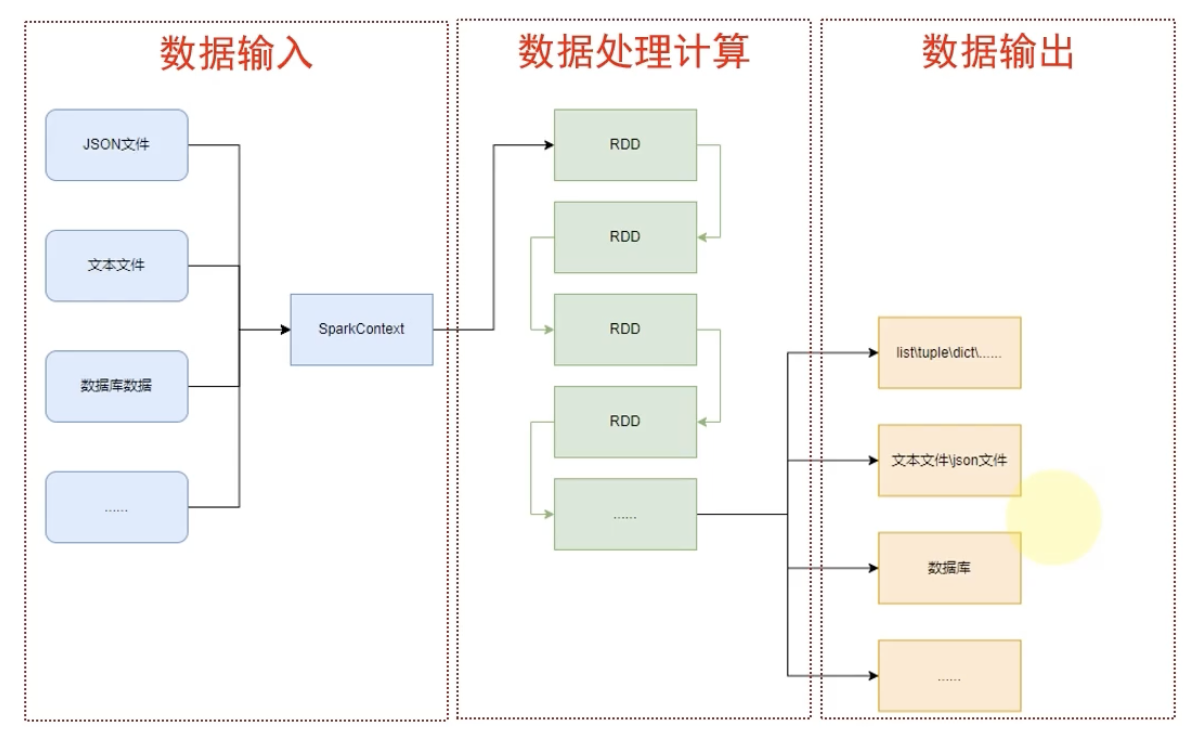 数据输入
JSON文件
文本文件
数据库数据
......
SparkContext
数据处理计算
RDD
RDD
RDD
RDD
......
数据输出
list\tuple\dict\......
文本文件\json文件
数据库
......